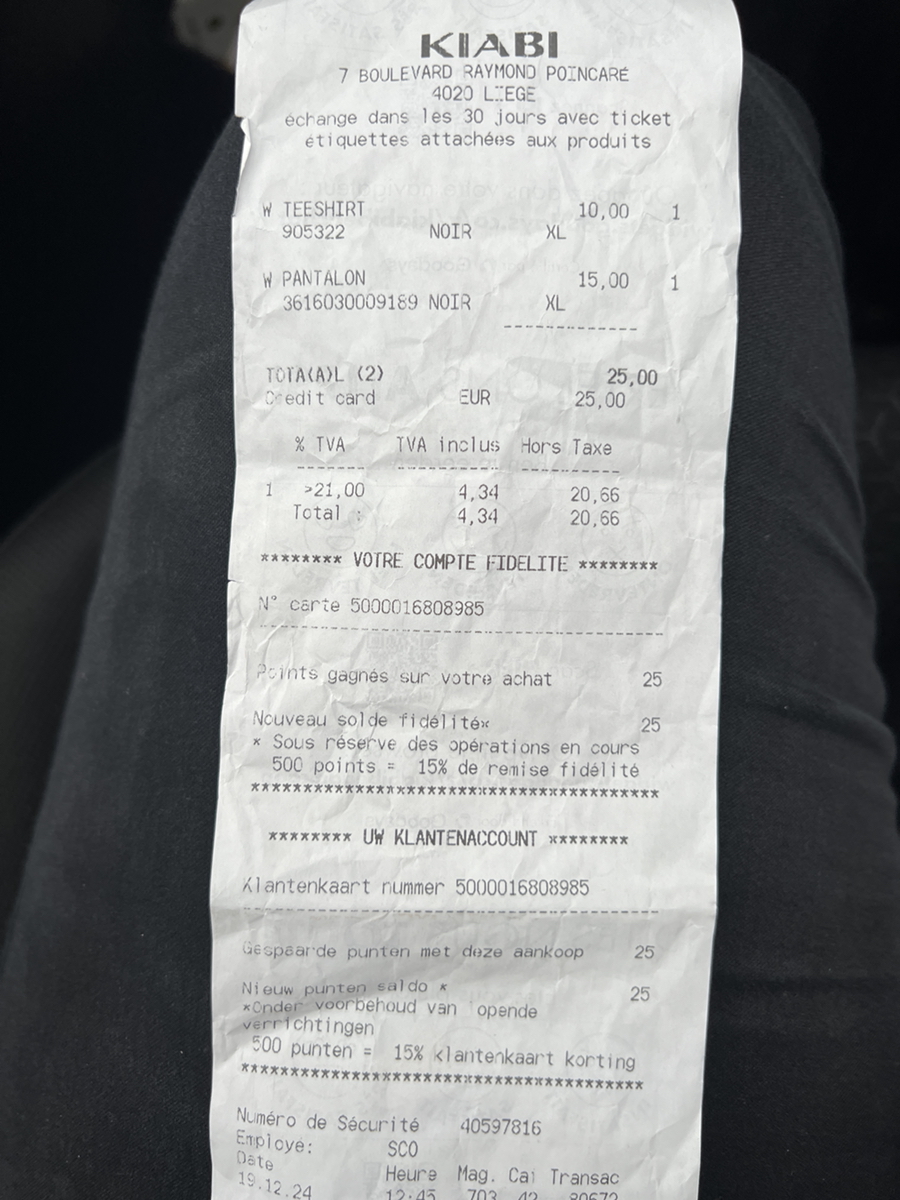 KIABI
7 BOULEVARD RAYMOND POINCARÉ
4020 LIEGE
échange dans les 30 jours avec ticket
étiquettes attachées aux produits
W TEESHIRT 10,00 1
905322 NOIR XL
W PANTALON 15,00 1
3616030009189 NOIR XL
------------
TOTA(A)L (2) 25,00
Credit card EUR 25,00
% TVA TVA inclus Hors Taxe
------- ---------- ----------
1 >21,00 4,34 20,66
Total : 4,34 20,66
******** VOTRE COMPTE FIDELITE ********
N° carte 5000016808985
----------------------------------------
Points gagnés sur votre achat 25
Nouveau solde fidélité* 25
* Sous réserve des opérations en cours
500 points = 15% de remise fidélité
****************************************
******** UW KLANTENACCOUNT ********
Klantenkaart nummer 5000016808985
----------------------------------------
Gespaarde punten met deze aankoop 25
Nieuw punten saldo * 25
*Onder voorbehoud van opende
verrichtingen
500 punten = 15% klantenkaart korting
****************************************
Numéro de Sécurité 40597816
Employé: SCO
Date Heure Mag. Cai Transac
19.12.24 12:45 703 42 80672